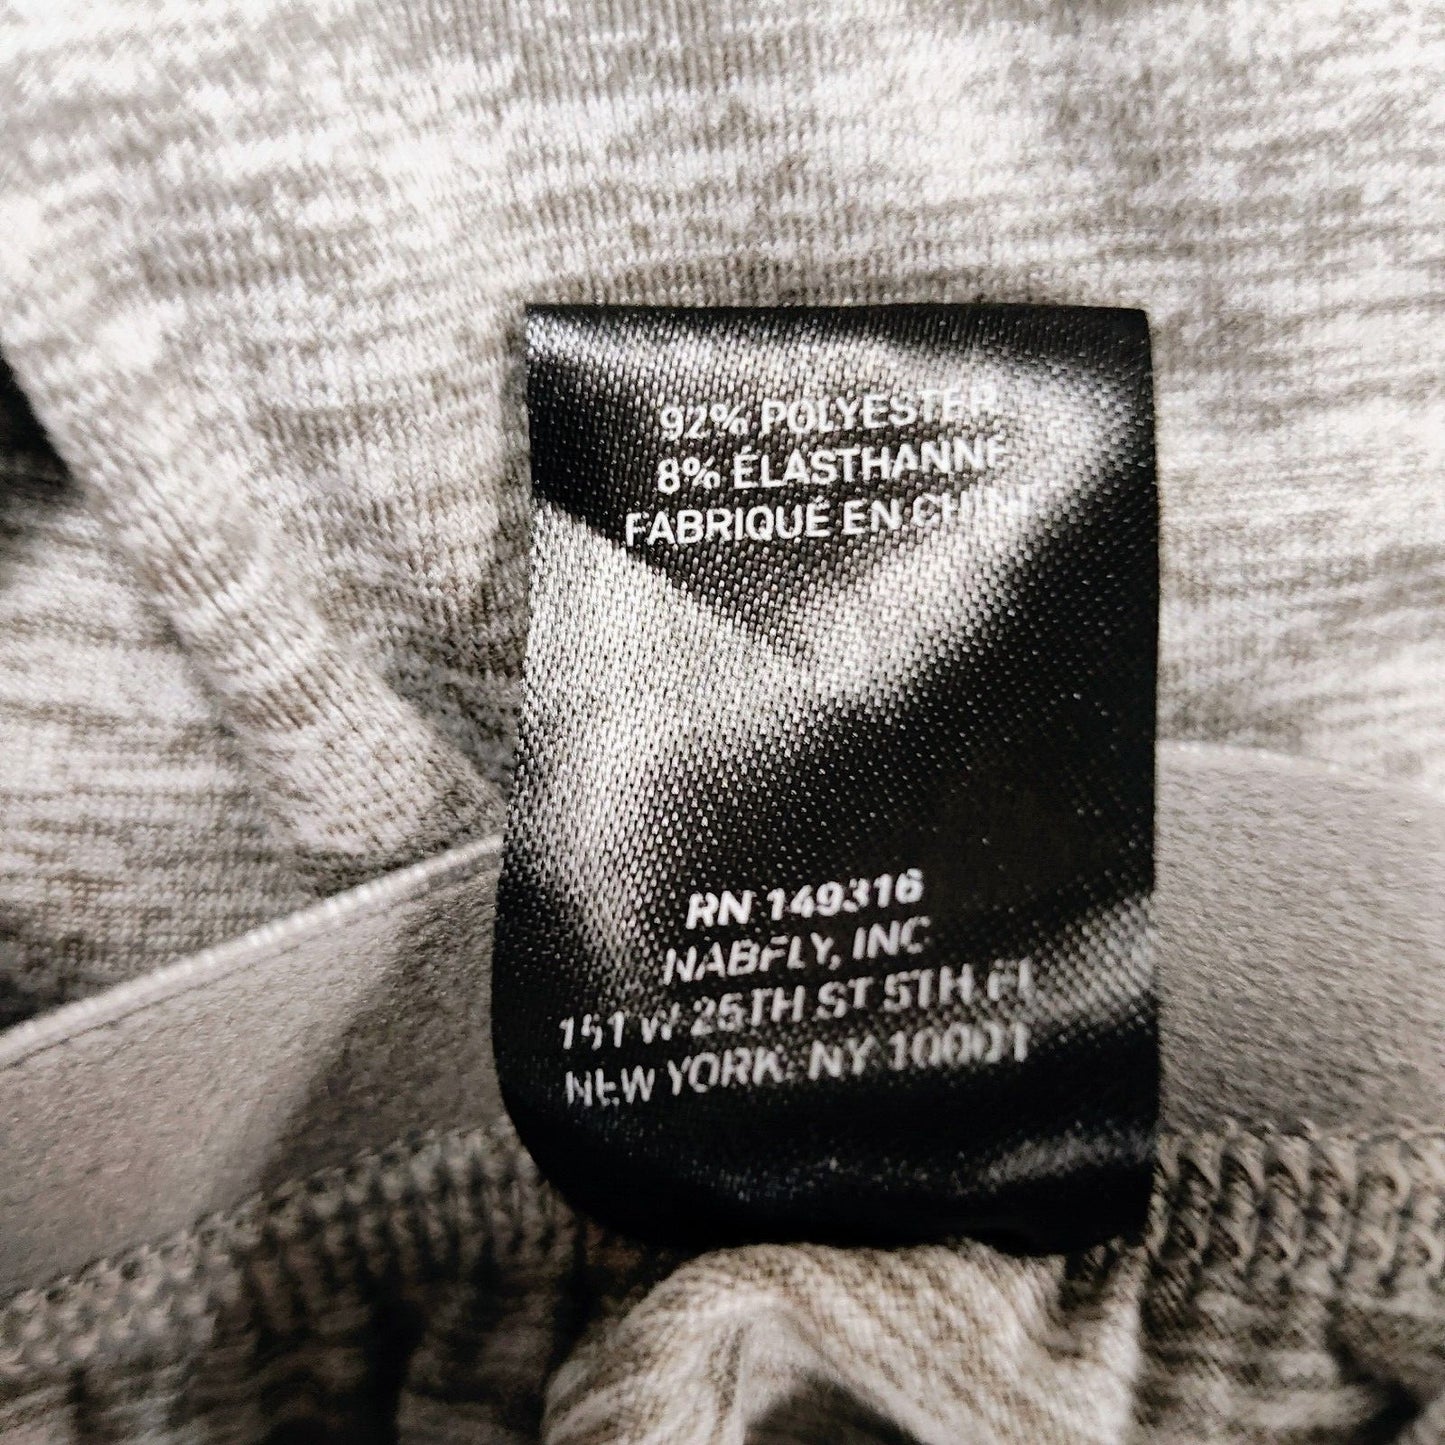 92% POLYESTER
8% ÉLASTHANNE
FABRIQUÉ EN CHINE
RN 149316
NABFLY, INC
151 W 25TH ST 5TH FL
NEW YORK, NY 10001